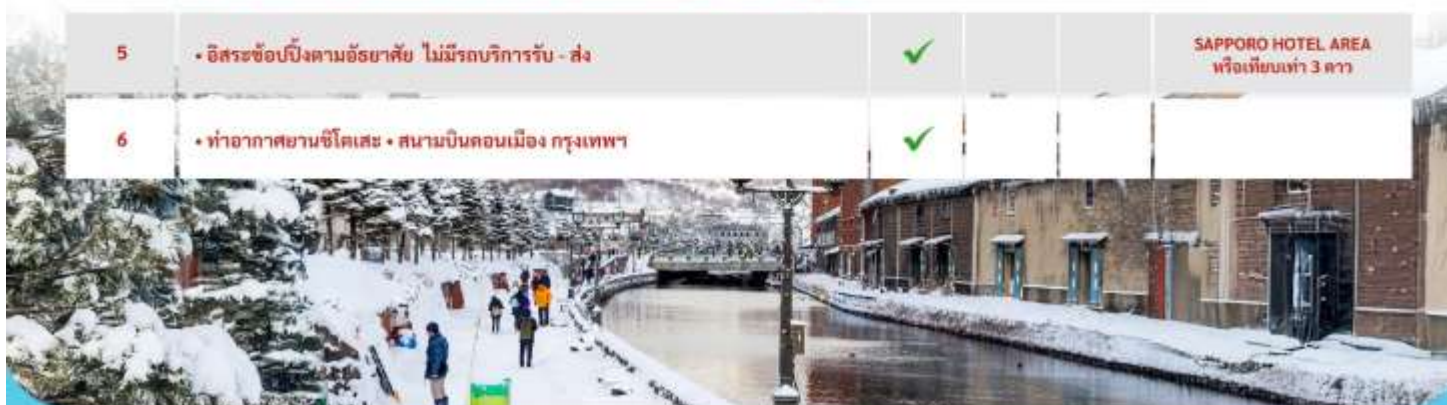 5 • อิสระช้อปปิ้งตามอัธยาศัย ไม่มีรถบริการรับ - ส่ง ✓ SAPPORO HOTEL AREA
หรือเทียบเท่า 3 ดาว
6 • ท่าอากาศยานชิโตเสะ • สนามบินดอนเมือง กรุงเทพฯ ✓